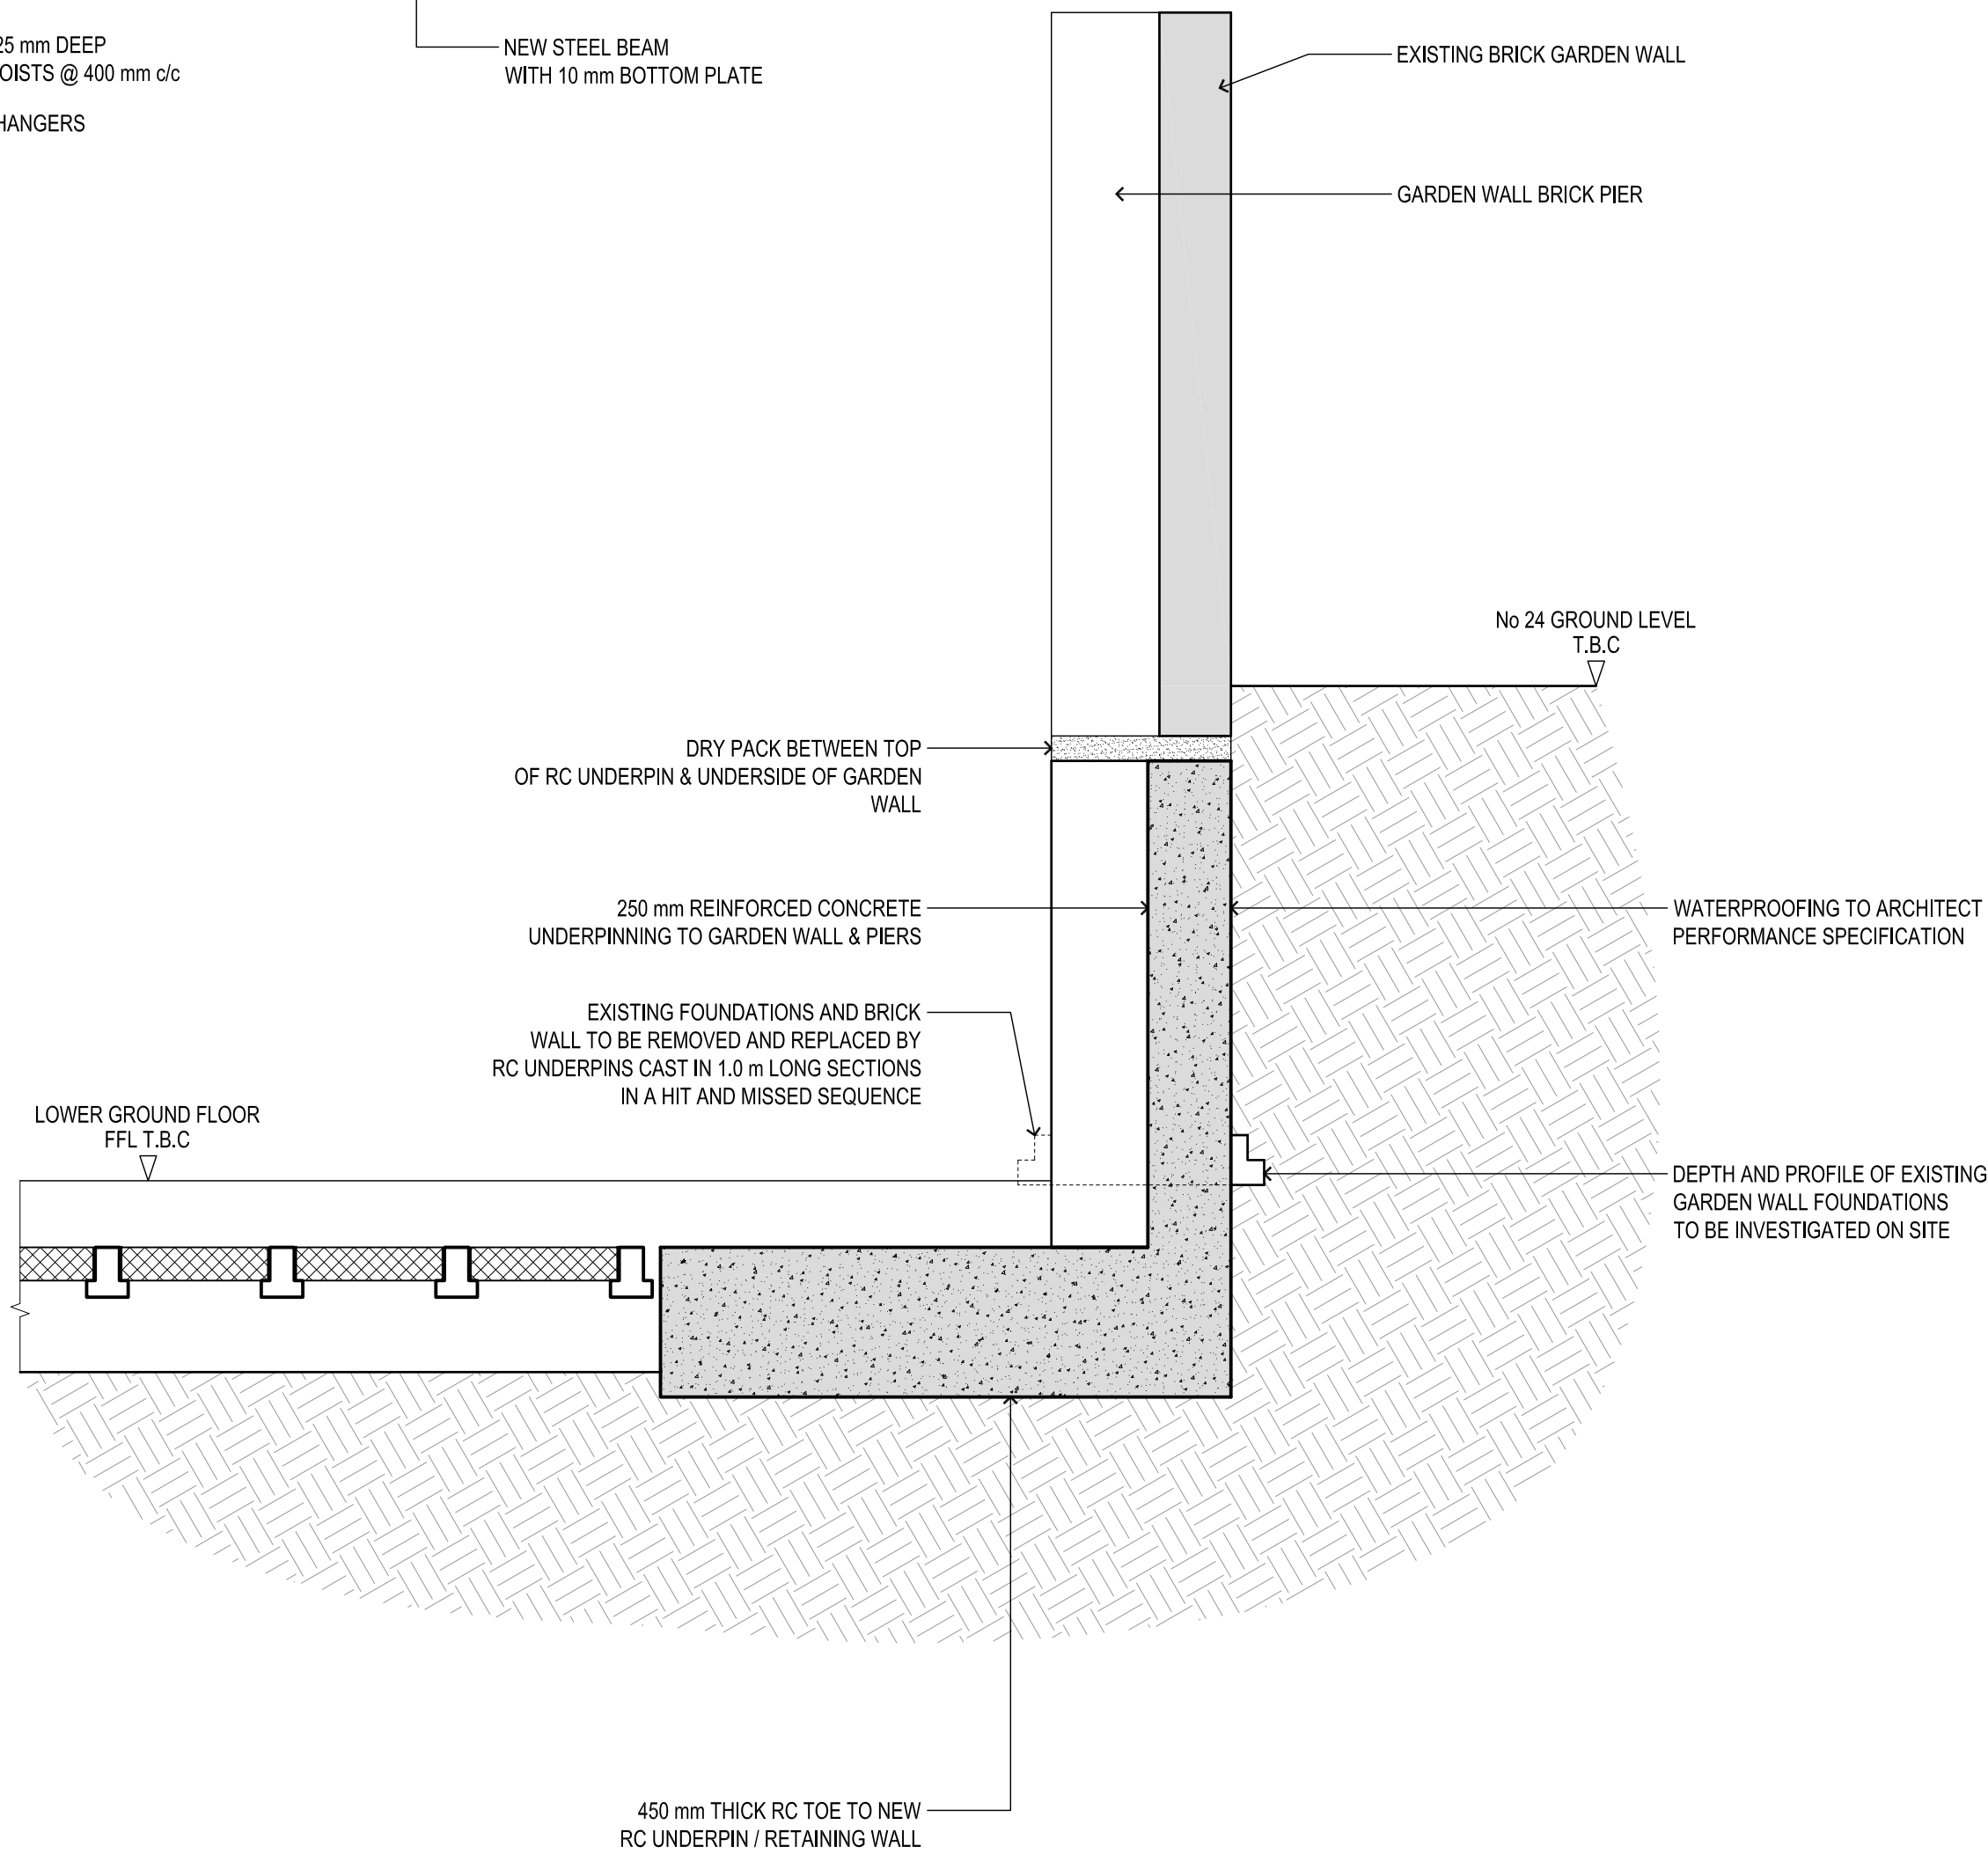 25 mm DEEP
OISTS @ 400 mm c/c
HANGERS
NEW STEEL BEAM
WITH 10 mm BOTTOM PLATE
EXISTING BRICK GARDEN WALL
GARDEN WALL BRICK PIER
No 24 GROUND LEVEL
T.B.C
DRY PACK BETWEEN TOP
OF RC UNDERPIN & UNDERSIDE OF GARDEN
WALL
250 mm REINFORCED CONCRETE
UNDERPINNING TO GARDEN WALL & PIERS
WATERPROOFING TO ARCHITECT
PERFORMANCE SPECIFICATION
EXISTING FOUNDATIONS AND BRICK
WALL TO BE REMOVED AND REPLACED BY
RC UNDERPINS CAST IN 1.0 m LONG SECTIONS
IN A HIT AND MISSED SEQUENCE
LOWER GROUND FLOOR
FFL T.B.C
DEPTH AND PROFILE OF EXISTING
GARDEN WALL FOUNDATIONS
TO BE INVESTIGATED ON SITE
450 mm THICK RC TOE TO NEW
RC UNDERPIN / RETAINING WALL